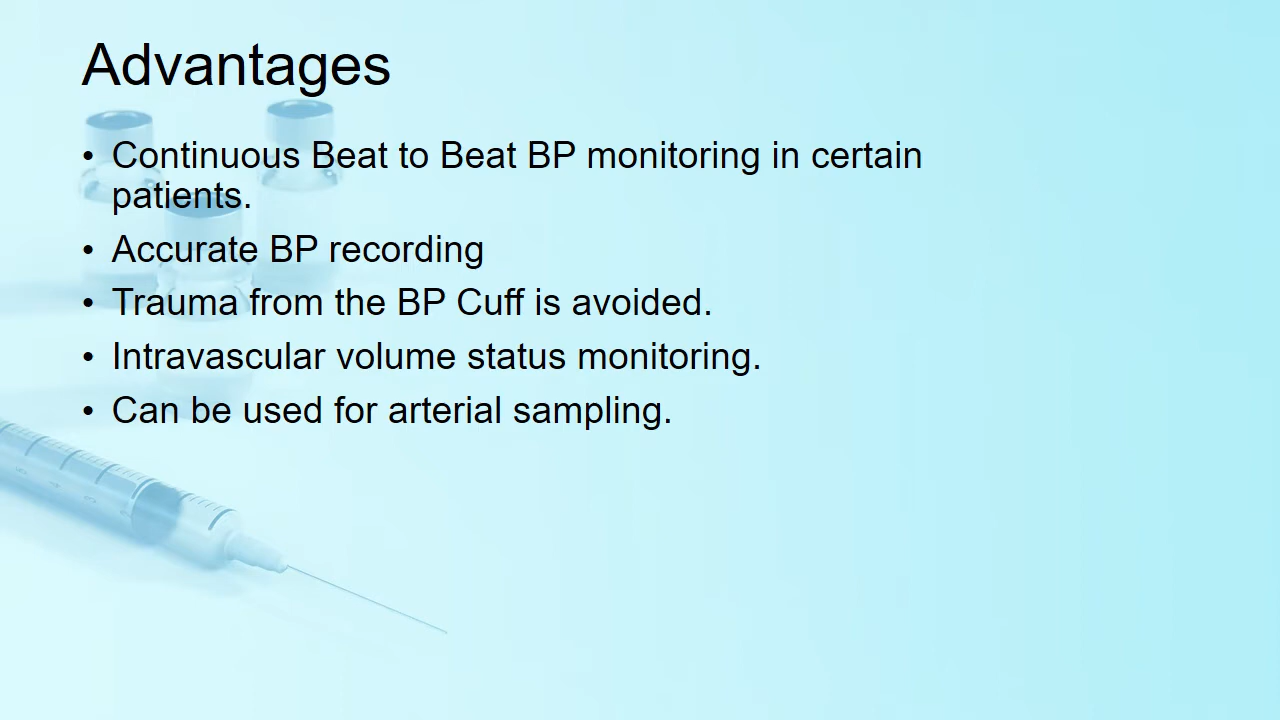 Advantages
• Continuous Beat to Beat BP monitoring in certain
patients.
• Accurate BP recording
• Trauma from the BP Cuff is avoided.
• Intravascular volume status monitoring.
• Can be used for arterial sampling.